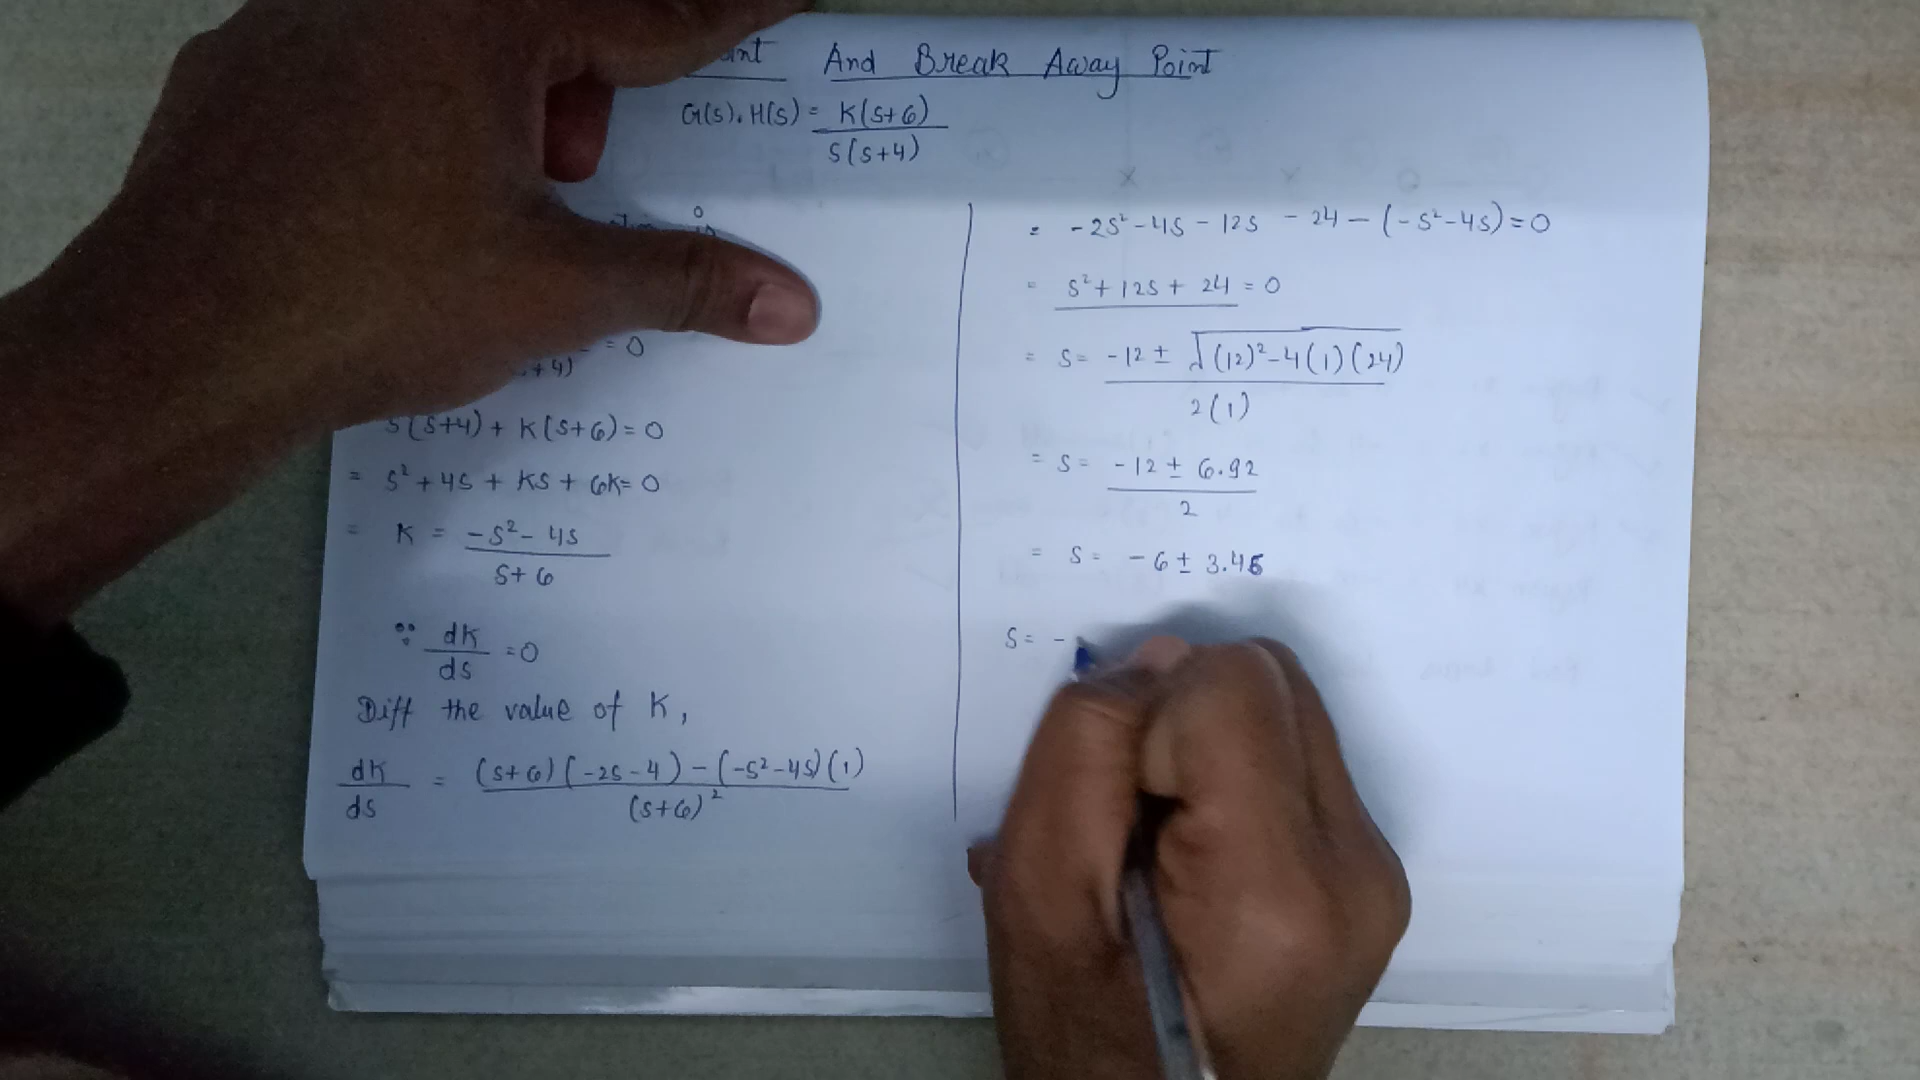 And Break Away Point
G(s).H(s) = K(s+6)
s(s+4)
0
= 0
+4)
s(s+4) + K(s+6) = 0
= s² + 4s + Ks + 6K = 0
= K = -s² - 4s
s+6
∵ dK = 0
ds
Diff the value of K,
dK = (s+6)(-2s-4) - (-s²-4s)(1)
ds (s+6)²
= -2s² - 4s - 12s - 24 - (-s² - 4s) = 0
= s² + 12s + 24 = 0
= s = -12 ± √(12)² - 4(1)(24)
2(1)
= s = -12 ± 6.92
2
= s = -6 ± 3.46
s = -